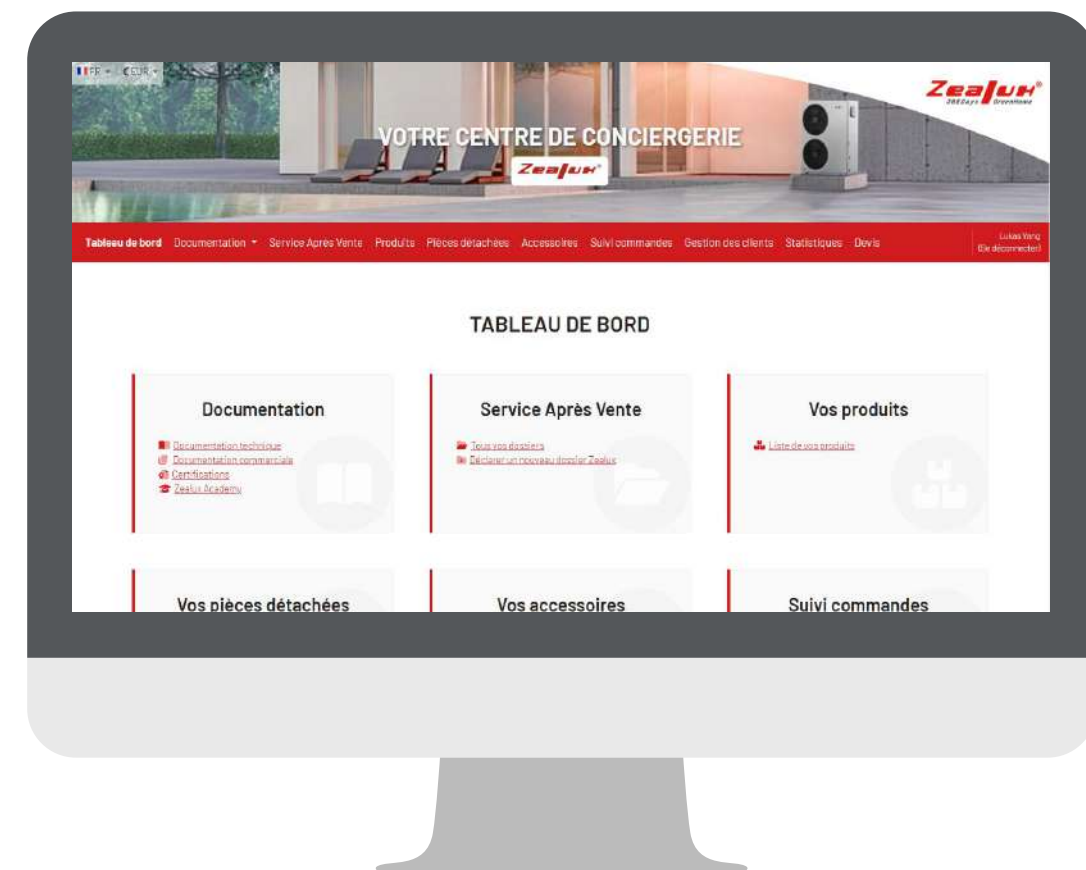 FR € EUR
Zealux®
365Days GreenHome
VOTRE CENTRE DE CONCIERGERIE
Zealux®
Tableau de bord Documentation Service Après Vente Produits Pièces détachées Accessoires Suivi commandes Gestion des clients Statistiques Devis
Lukas Yang
(Se déconnecter)
TABLEAU DE BORD
Documentation
Documentation technique
Documentation commerciale
Certifications
Zealux Academy
Service Après Vente
Tous vos dossiers
Déclarer un nouveau dossier Zealux
Vos produits
Liste de vos produits
Vos pièces détachées
Vos accessoires
Suivi commandes